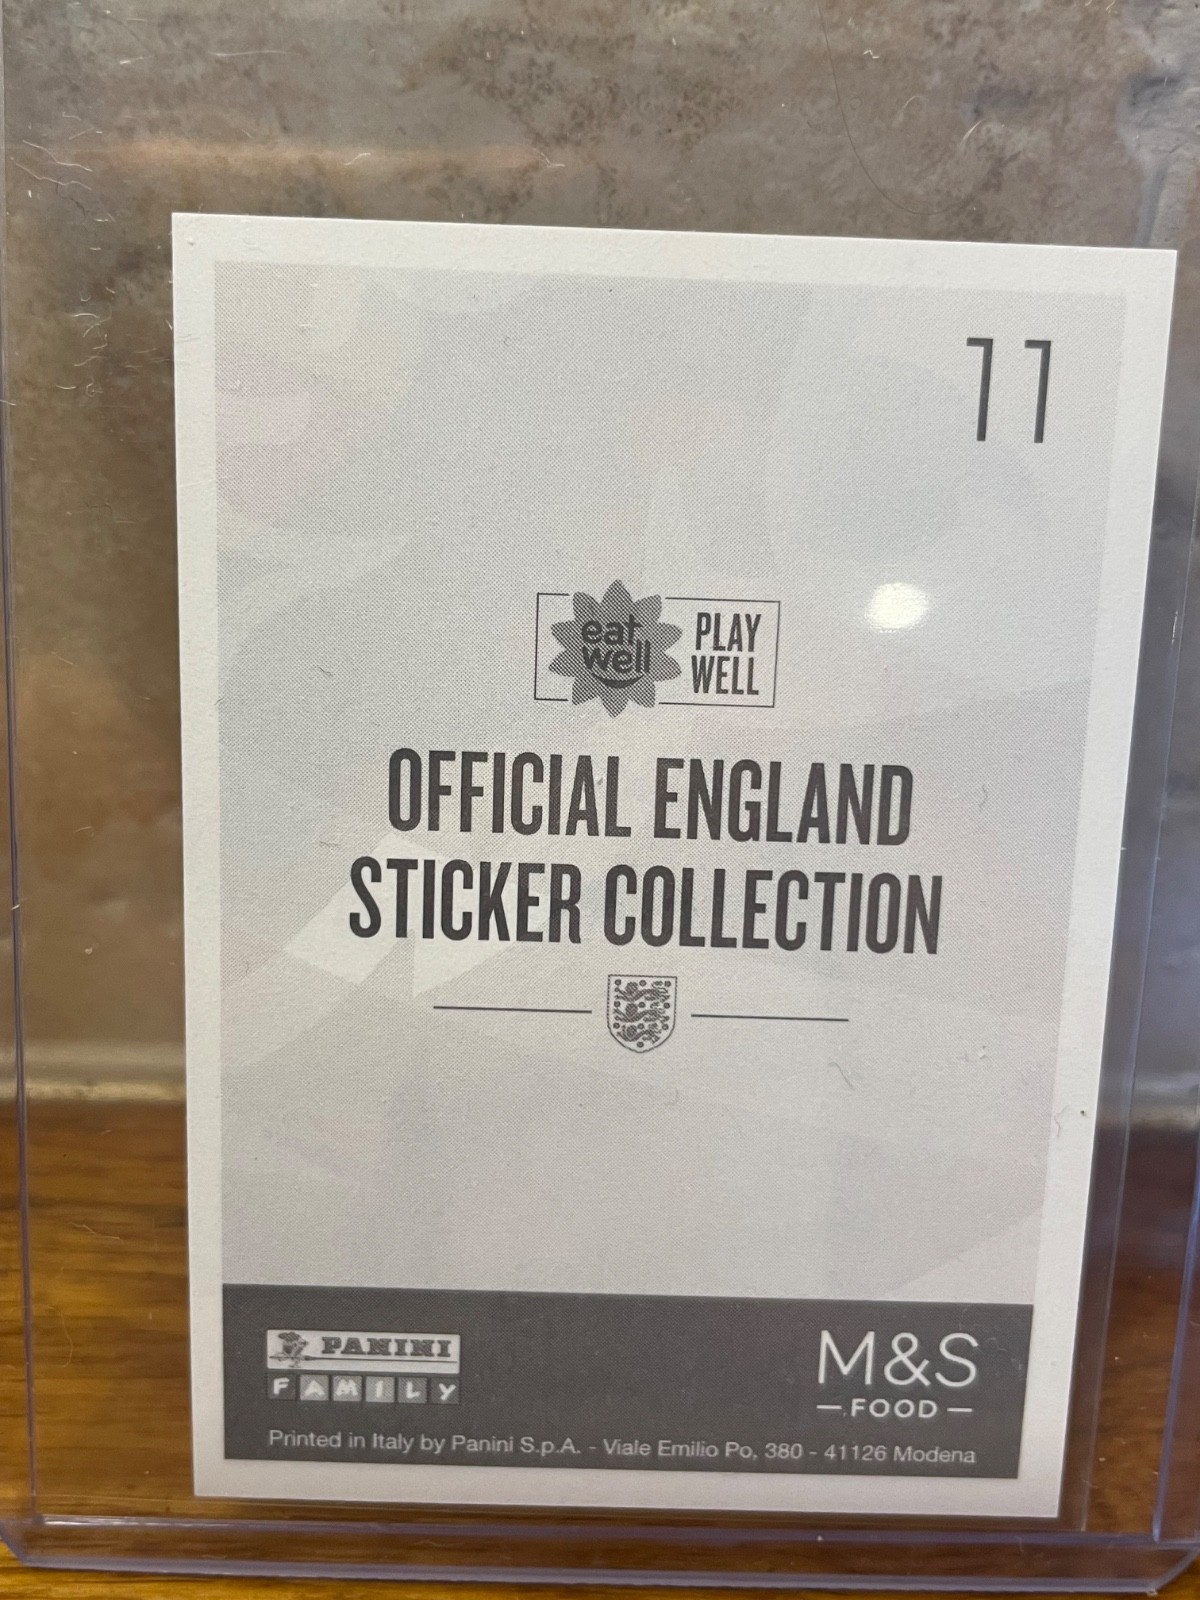 11
eat
well
PLAY
WELL
OFFICIAL ENGLAND
STICKER COLLECTION
PANINI
FAMILY
M&S
FOOD
Printed in Italy by Panini S.p.A. - Viale Emilio Po, 380 - 41126 Modena